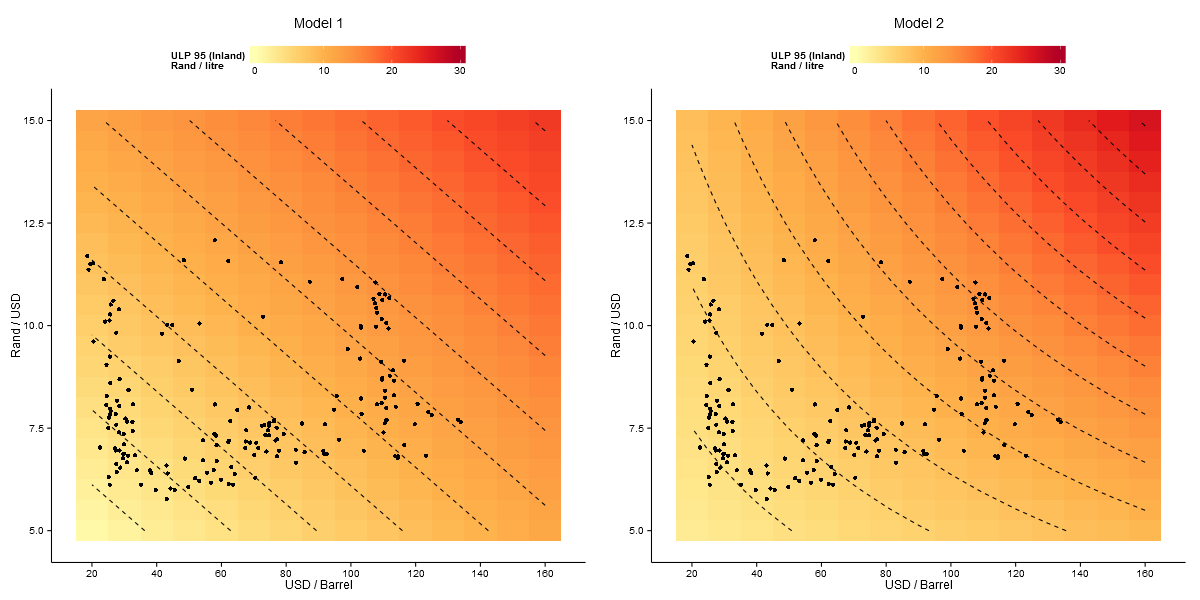 Model 1
ULP 95 (Inland)
Rand / litre
0 10 20 30
Rand / USD
15.0
12.5
10.0
7.5
5.0
20 40 60 80 100 120 140 160
USD / Barrel
Model 2
ULP 95 (Inland)
Rand / litre
0 10 20 30
Rand / USD
15.0
12.5
10.0
7.5
5.0
20 40 60 80 100 120 140 160
USD / Barrel